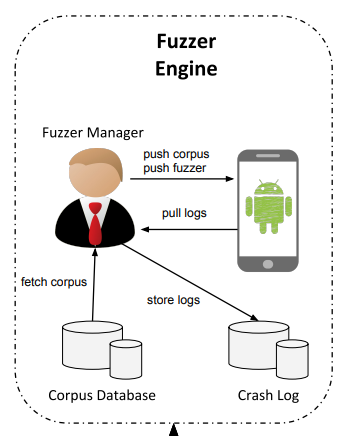 Fuzzer
Engine
Fuzzer Manager
push corpus
push fuzzer
pull logs
fetch corpus
store logs
Corpus Database
Crash Log